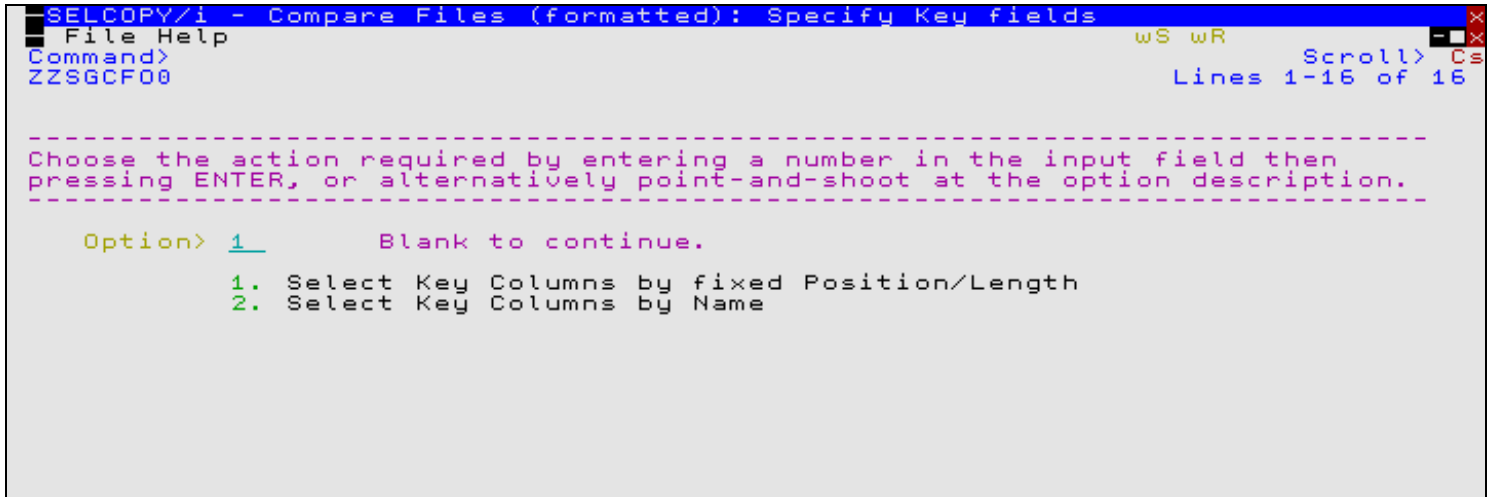 SELCOPY/i - Compare Files (formatted): Specify Key fields x
File Help wS wR - x
Command> Scroll> Cs
ZZSGCFO0 Lines 1-16 of 16
-----------------------------------------------------------------------------
Choose the action required by entering a number in the input field then
pressing ENTER, or alternatively point-and-shoot at the option description.
-----------------------------------------------------------------------------
Option> 1 Blank to continue.
1. Select Key Columns by fixed Position/Length
2. Select Key Columns by Name